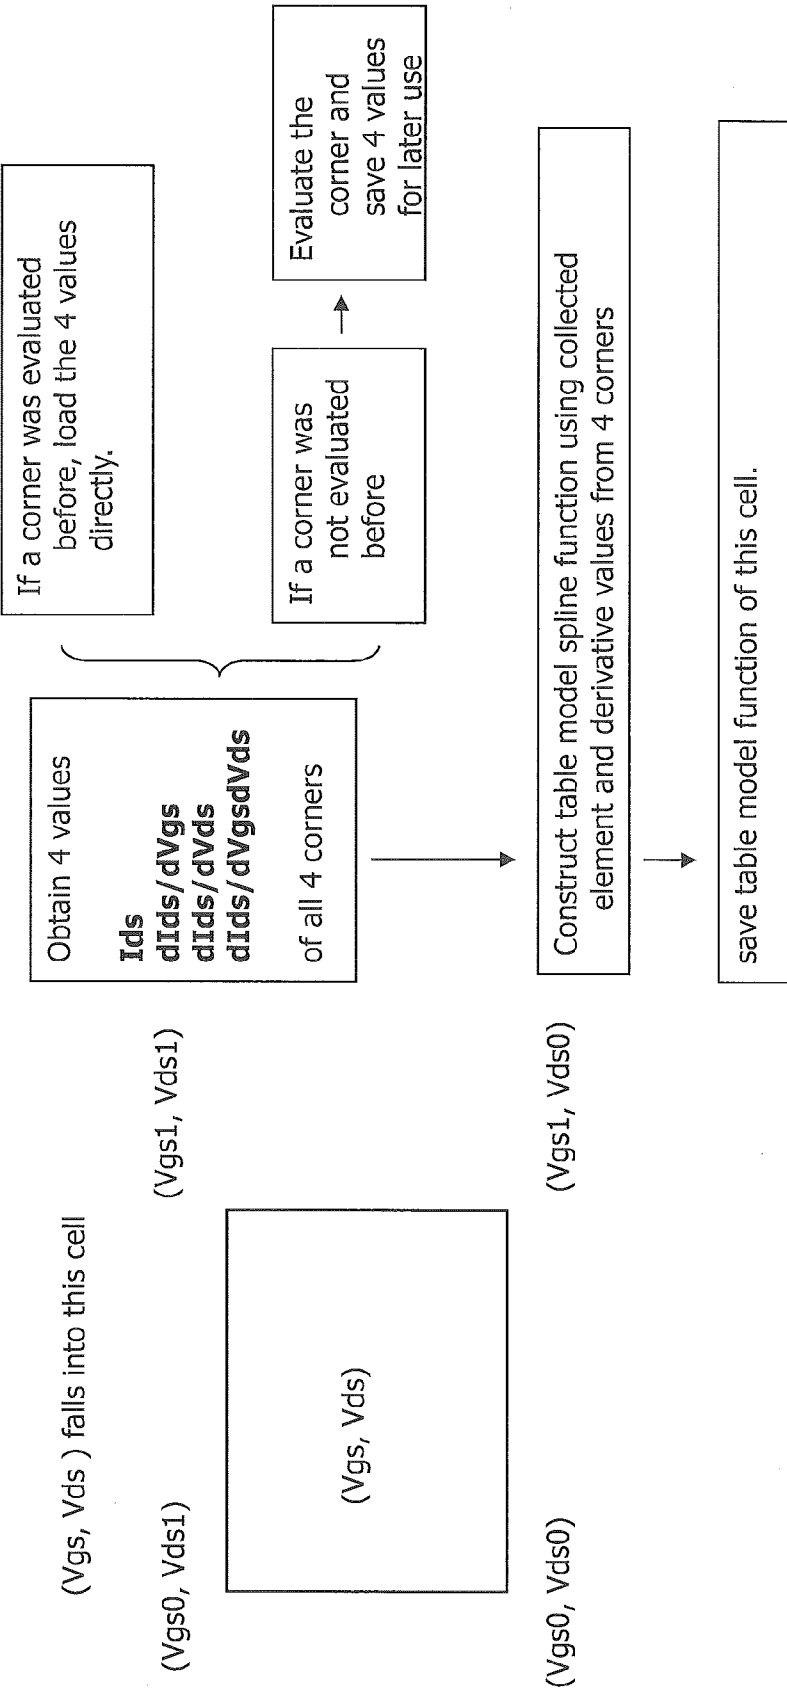 (Vgs, Vds ) falls into this cell
(Vgs0, Vds1)
(Vgs1, Vds1)
(Vgs, Vds)
(Vgs0, Vds0)
(Vgs1, Vds0)
Obtain 4 values
Ids
dIds/dVgs
dIds/dVds
dIds/dVgsdVds
of all 4 corners
If a corner was evaluated
before, load the 4 values
directly.
If a corner was
not evaluated
before
Evaluate the
corner and
save 4 values
for later use
Construct table model spline function using collected
element and derivative values from 4 corners
save table model function of this cell.